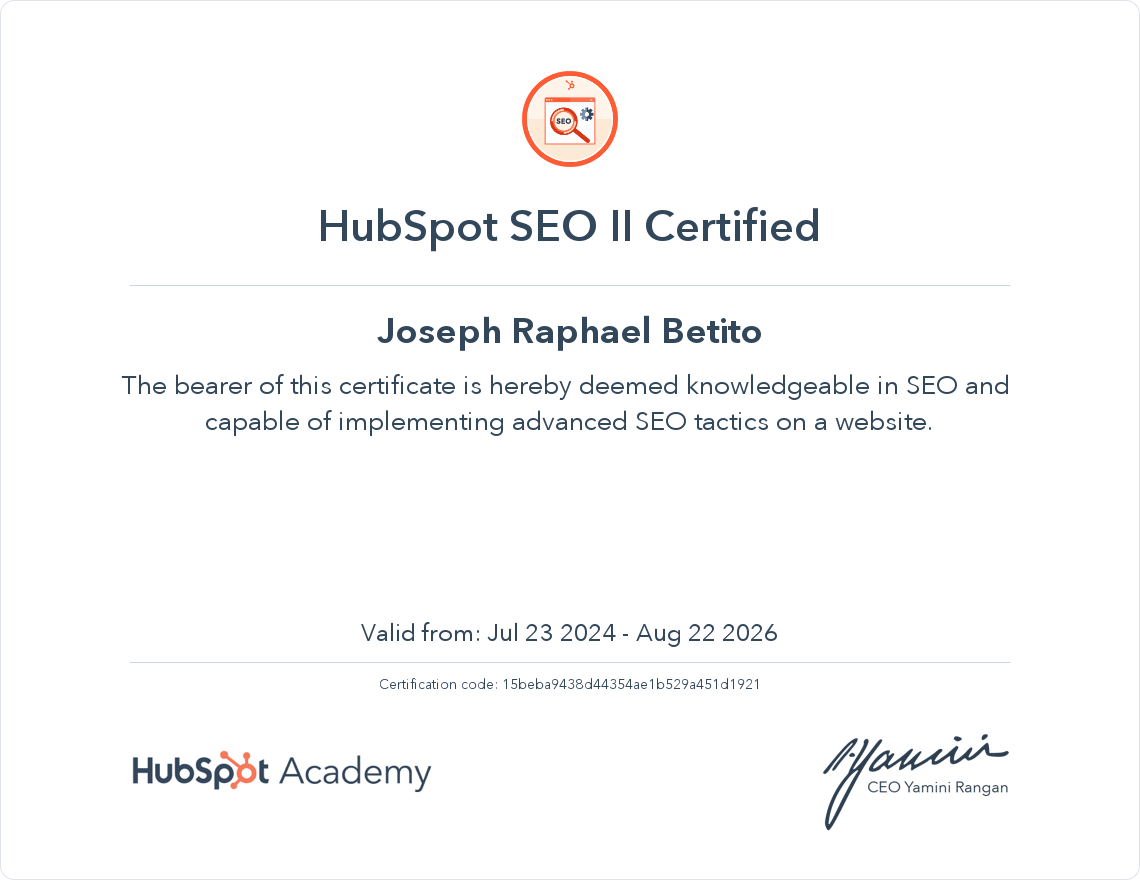 SEO
HubSpot SEO II Certified
Joseph Raphael Betito
The bearer of this certificate is hereby deemed knowledgeable in SEO and
capable of implementing advanced SEO tactics on a website.
Valid from: Jul 23 2024 - Aug 22 2026
Certification code: 15beba9438d44354ae1b529a451d1921
HubSpot Academy
CEO Yamini Rangan